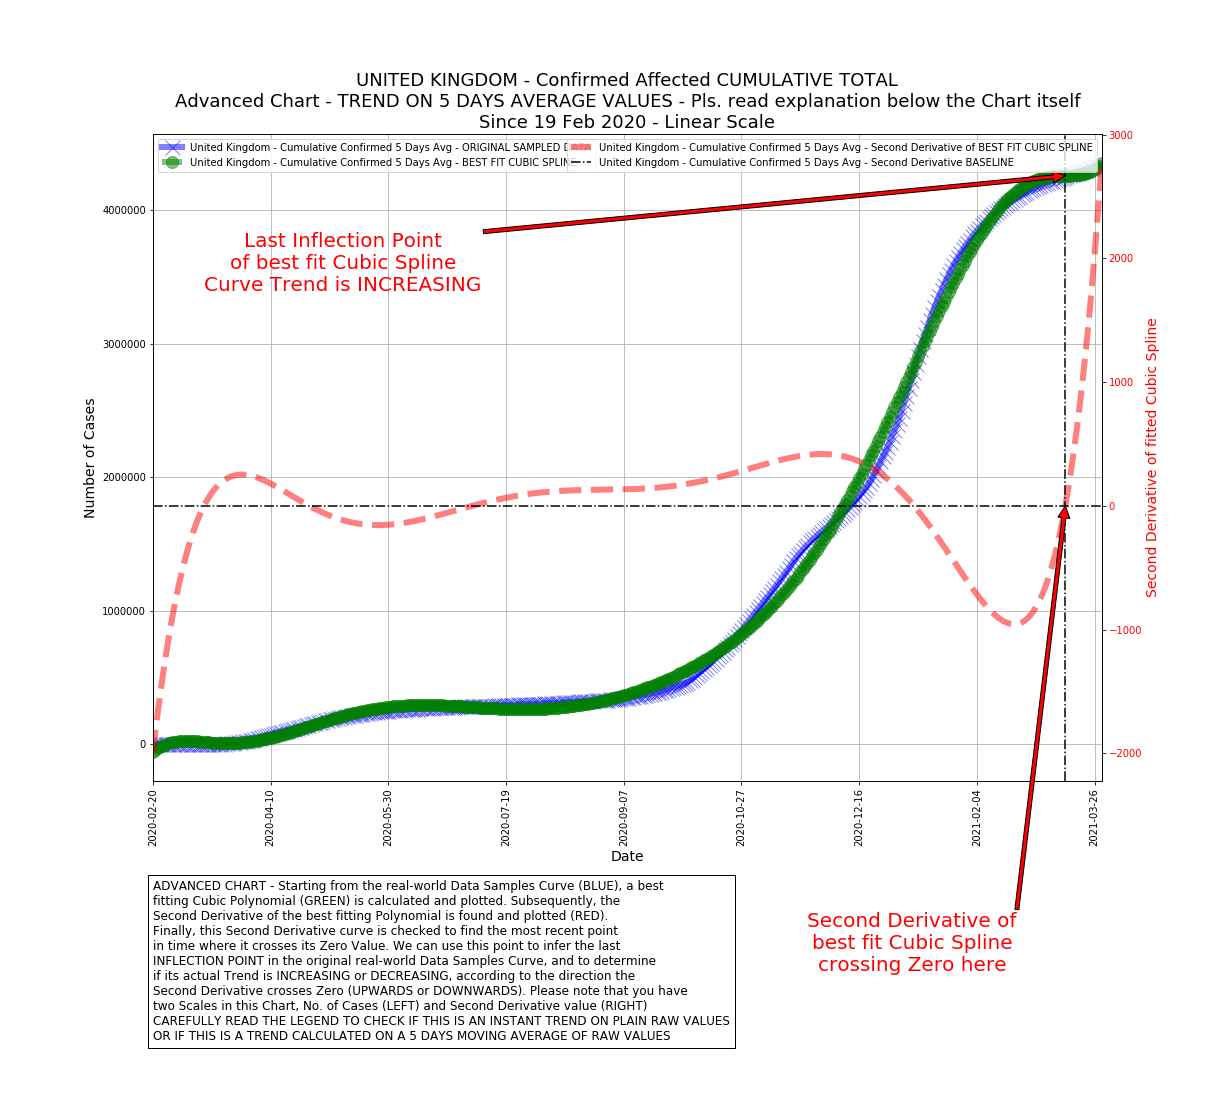 UNITED KINGDOM - Confirmed Affected CUMULATIVE TOTAL
Advanced Chart - TREND ON 5 DAYS AVERAGE VALUES - Pls. read explanation below the Chart itself
Since 19 Feb 2020 - Linear Scale
United Kingdom - Cumulative Confirmed 5 Days Avg - ORIGINAL SAMPLED DATA
United Kingdom - Cumulative Confirmed 5 Days Avg - BEST FIT CUBIC SPLINE
United Kingdom - Cumulative Confirmed 5 Days Avg - Second Derivative of BEST FIT CUBIC SPLINE
United Kingdom - Cumulative Confirmed 5 Days Avg - Second Derivative BASELINE
Last Inflection Point
of best fit Cubic Spline
Curve Trend is INCREASING
Number of Cases
4000000
3000000
2000000
1000000
0
3000
2000
1000
0
−1000
−2000
Second Derivative of fitted Cubic Spline
2020-02-20
2020-04-10
2020-05-30
2020-07-19
2020-09-07
2020-10-27
2020-12-16
2021-02-04
2021-03-26
Date
ADVANCED CHART - Starting from the real-world Data Samples Curve (BLUE), a best
fitting Cubic Polynomial (GREEN) is calculated and plotted. Subsequently, the
Second Derivative of the best fitting Polynomial is found and plotted (RED).
Finally, this Second Derivative curve is checked to find the most recent point
in time where it crosses its Zero Value. We can use this point to infer the last
INFLECTION POINT in the original real-world Data Samples Curve, and to determine
if its actual Trend is INCREASING or DECREASING, according to the direction the
Second Derivative crosses Zero (UPWARDS or DOWNWARDS). Please note that you have
two Scales in this Chart, No. of Cases (LEFT) and Second Derivative value (RIGHT)
CAREFULLY READ THE LEGEND TO CHECK IF THIS IS AN INSTANT TREND ON PLAIN RAW VALUES
OR IF THIS IS A TREND CALCULATED ON A 5 DAYS MOVING AVERAGE OF RAW VALUES
Second Derivative of
best fit Cubic Spline
crossing Zero here